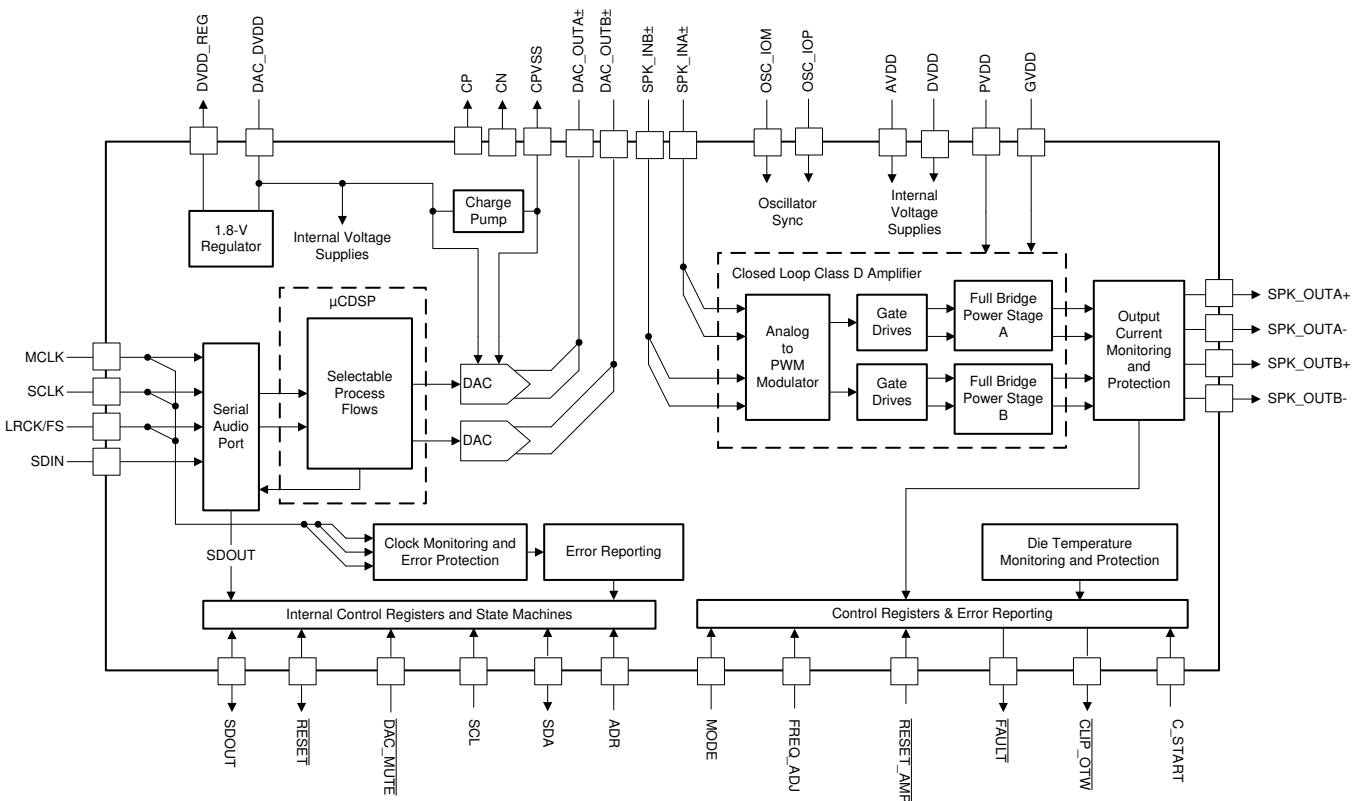 DVDD_REG
DAC_DVDD
CP
CN
CPVSS
DAC_OUTA±
DAC_OUTB±
SPK_INB±
SPK_INA±
OSC_IOM
OSC_IOP
AVDD
DVDD
PVDD
GVDD
1.8-V
Regulator
Internal Voltage
Supplies
Charge
Pump
Oscillator
Sync
Internal
Voltage
Supplies
Closed Loop Class D Amplifier
µCDSP
MCLK
SCLK
LRCK/FS
SDIN
Serial
Audio
Port
Selectable
Process
Flows
DAC
DAC
Analog
to
PWM
Modulator
Gate
Drives
Full Bridge
Power Stage
A
Gate
Drives
Full Bridge
Power Stage
B
Output
Current
Monitoring
and
Protection
SPK_OUTA+
SPK_OUTA-
SPK_OUTB+
SPK_OUTB-
SDOUT
Clock Monitoring and
Error Protection
Error Reporting
Die Temperature
Monitoring and Protection
Internal Control Registers and State Machines
Control Registers & Error Reporting
SDOUT
RESET
DAC_MUTE
SCL
SDA
ADR
MODE
FREQ_ADJ
RESET_AMP
FAULT
CLIP_OTW
C_START